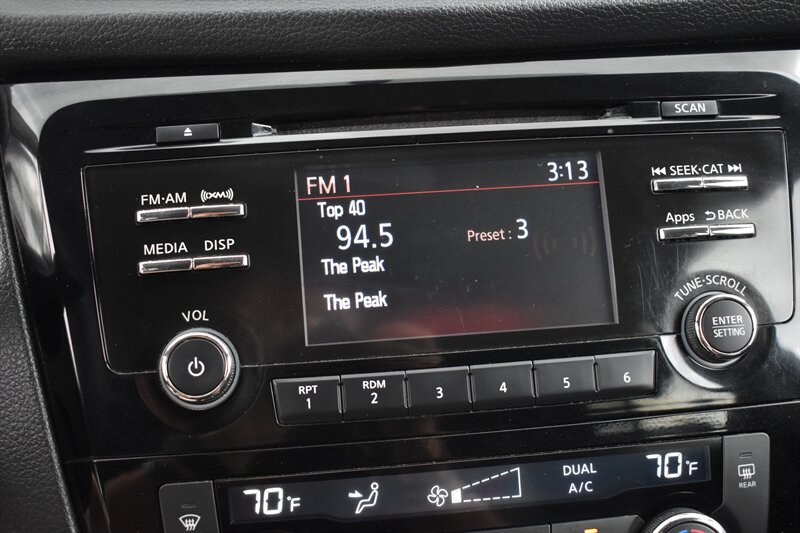 SCAN
FM·AM XM
SEEK·CAT
MEDIA DISP
Apps BACK
FM 1 3:13
Top 40
94.5 Preset : 3
The Peak
The Peak
VOL
TUNE·SCROLL
ENTER
SETTING
RPT 1
RDM 2
3
4
5
6
70°F
DUAL
A/C
70°F
REAR